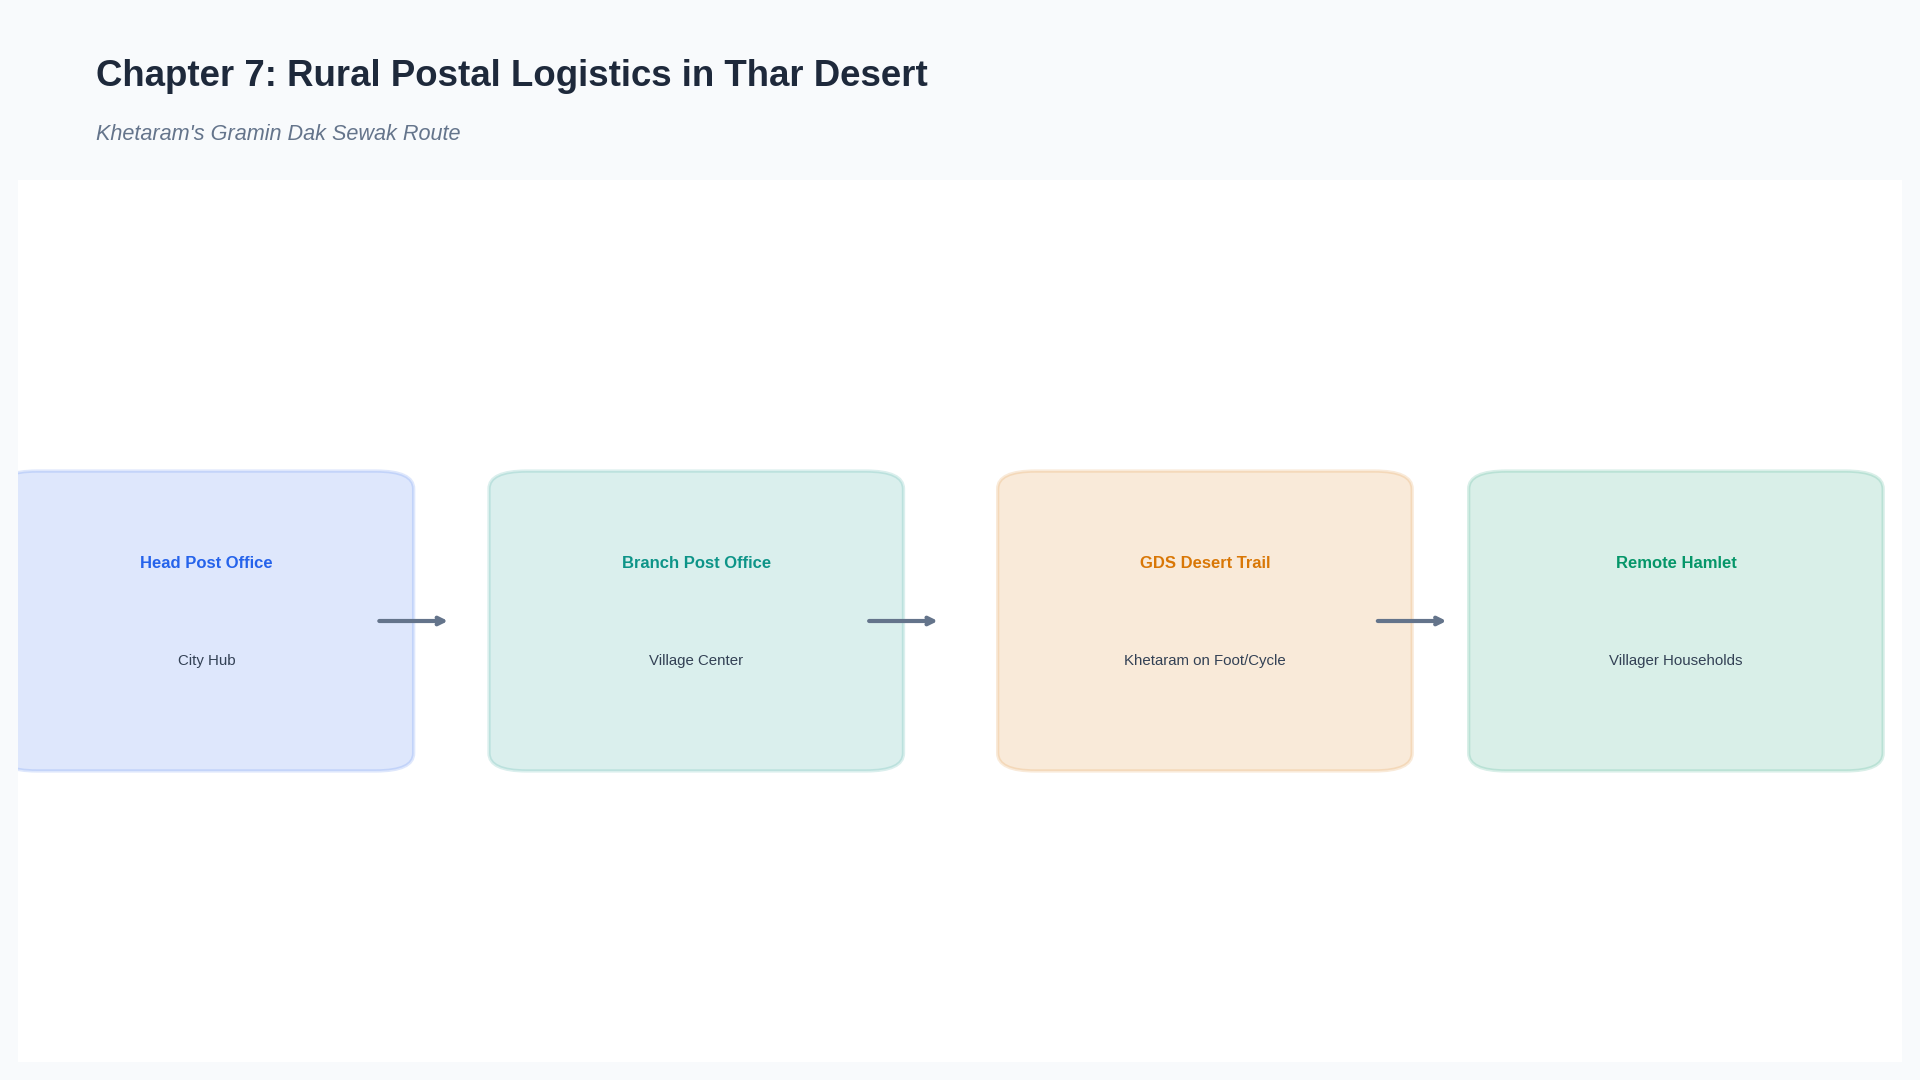 Chapter 7: Rural Postal Logistics in Thar Desert
Khetaram's Gramin Dak Sewak Route
Head Post Office
City Hub
Branch Post Office
Village Center
GDS Desert Trail
Khetaram on Foot/Cycle
Remote Hamlet
Villager Households